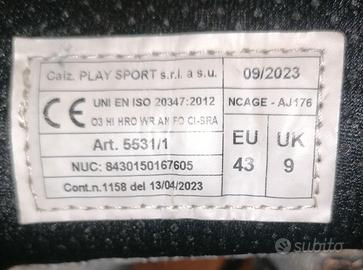 Calz. PLAY SPORT s.r.l a s.u.
09/2023
CE
UNI EN ISO 20347:2012
O3 HI HRO WR AN FO CI-SRA
NCAGE - AJ176
Art. 5531/1
EU
43
UK
9
NUC: 8430150167605
Cont.n.1158 del 13/04/2023
subito